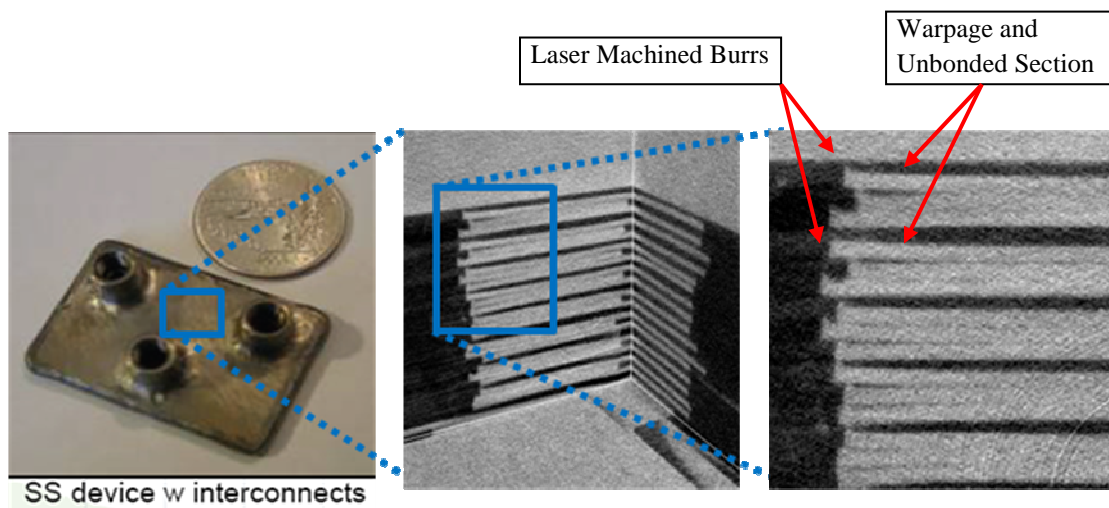 Laser Machined Burrs
Warpage and
Unbonded Section
SS device w interconnects